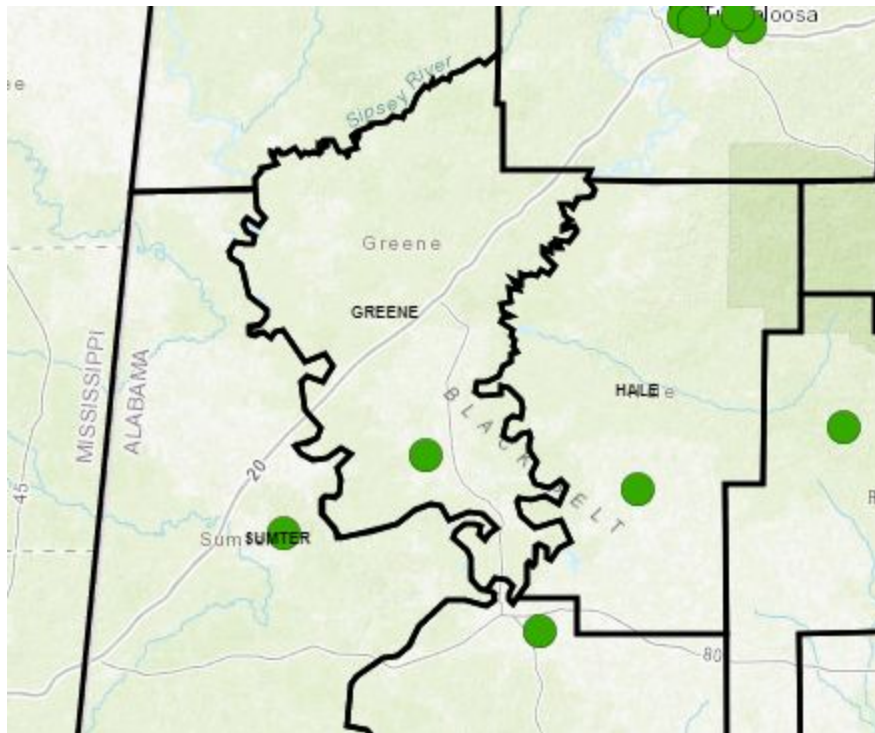 Sipsey River
Greene
GREENE
MISSISSIPPI
ALABAMA
BLACK BELT
HALE
20
45
SUMTER
80